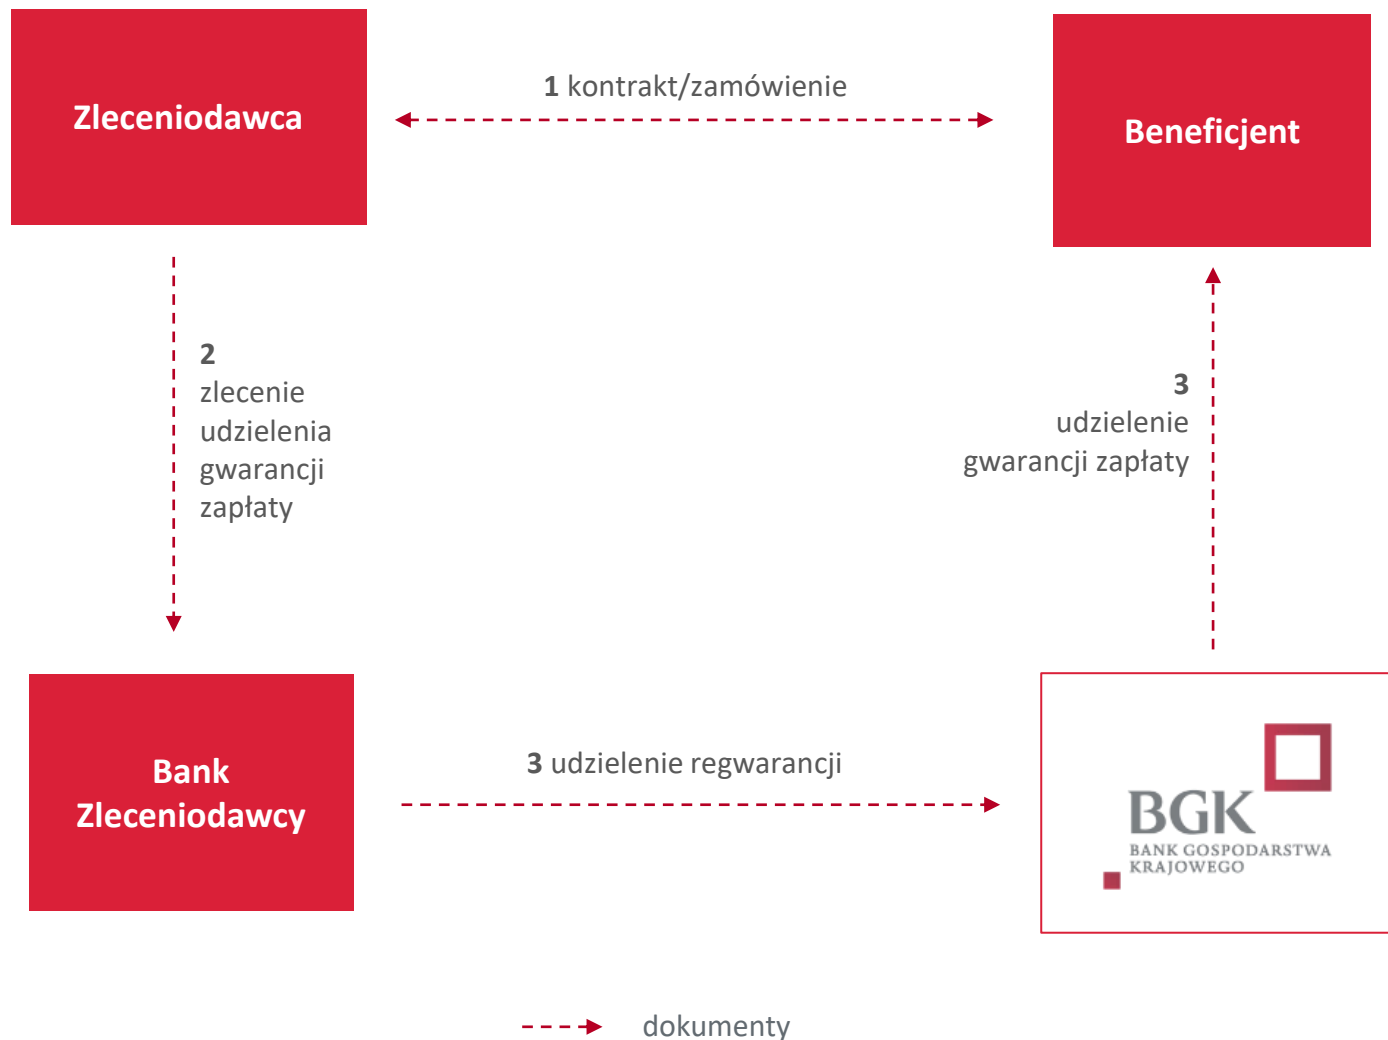 Zleceniodawca
1 kontrakt/zamówienie
Beneficjent
2
zlecenie
udzielenia
gwarancji
zapłaty
3
udzielenie
gwarancji zapłaty
Bank
Zleceniodawcy
3 udzielenie regwarancji
BGK
BANK GOSPODARSTWA
KRAJOWEGO
dokumenty